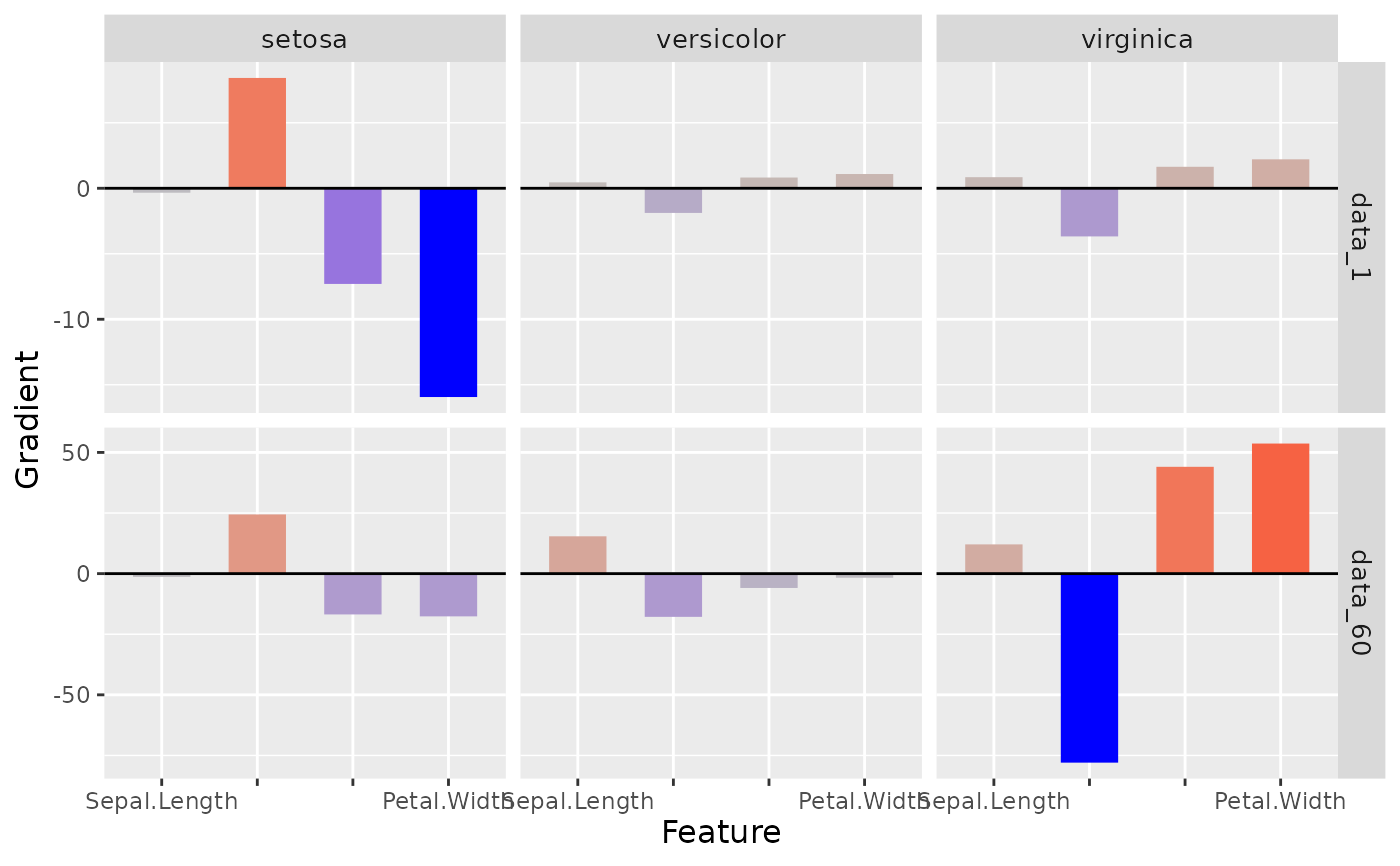 setosa
versicolor
virginica
data_1
0
-10
Gradient
data_60
50
0
-50
Sepal.Length
Petal.Width
Sepal.Length
Petal.Width
Sepal.Length
Petal.Width
Feature